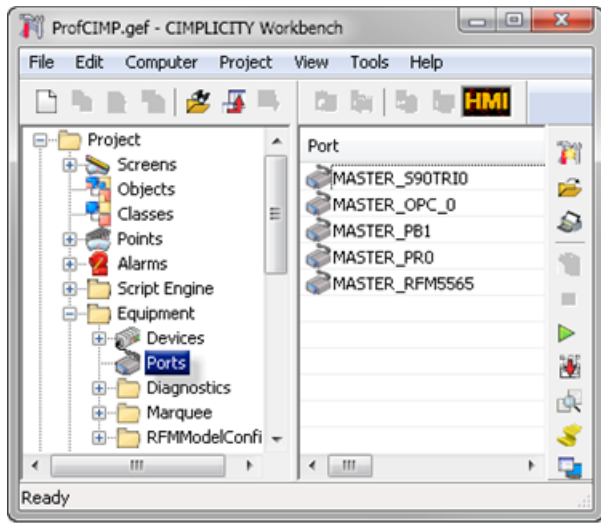 ProfCIMP.gef - CIMPLICITY Workbench
File Edit Computer Project View Tools Help
HMI
Project
Screens
Objects
Classes
Points
Alarms
Script Engine
Equipment
Devices
Ports
Diagnostics
Marquee
RFMModelConfi
Port
MASTER_S90TRI0
MASTER_OPC_0
MASTER_PB1
MASTER_PR0
MASTER_RFM5565
Ready